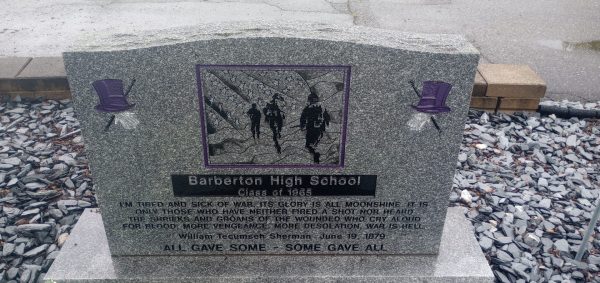 Barberton High School
Class of 1965
I'M TIRED AND SICK OF WAR. ITS GLORY IS ALL MOONSHINE. IT IS
ONLY THOSE WHO HAVE NEITHER FIRED A SHOT NOR HEARD
THE SHRIEKS AND GROANS OF THE WOUNDED WHO CRY ALOUD
FOR BLOOD, MORE VENGEANCE, MORE DESOLATION. WAR IS HELL.
William Tecumseh Sherman - June 19, 1879
ALL GAVE SOME - SOME GAVE ALL